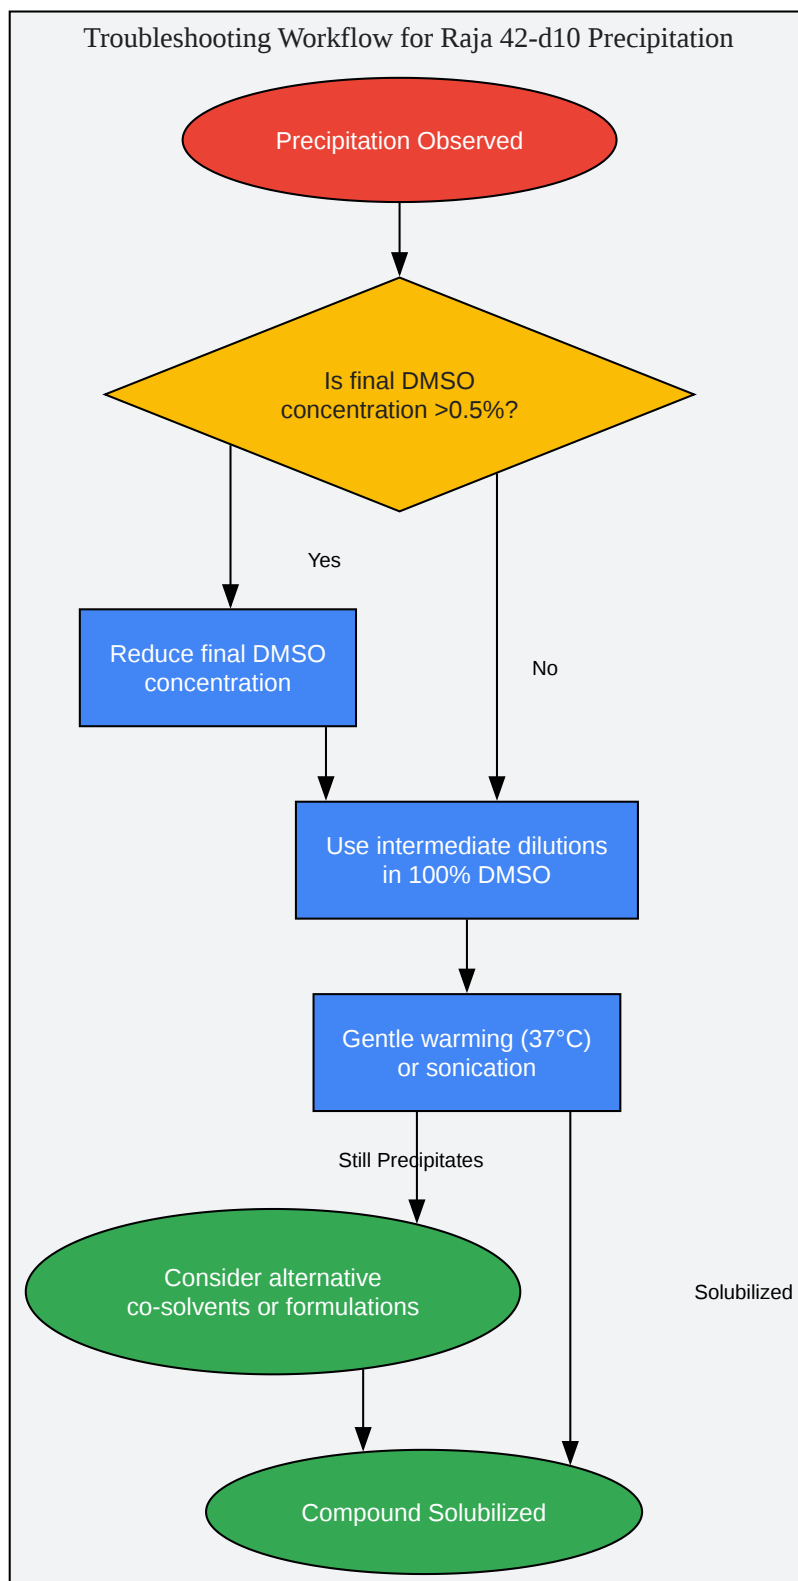 Troubleshooting Workflow for Raja 42-d10 Precipitation
Precipitation Observed
Is final DMSO
concentration >0.5%?
Yes
Reduce final DMSO
concentration
No
Use intermediate dilutions
in 100% DMSO
Gentle warming (37°C)
or sonication
Still Precipitates
Consider alternative
co-solvents or formulations
Solubilized
Compound Solubilized